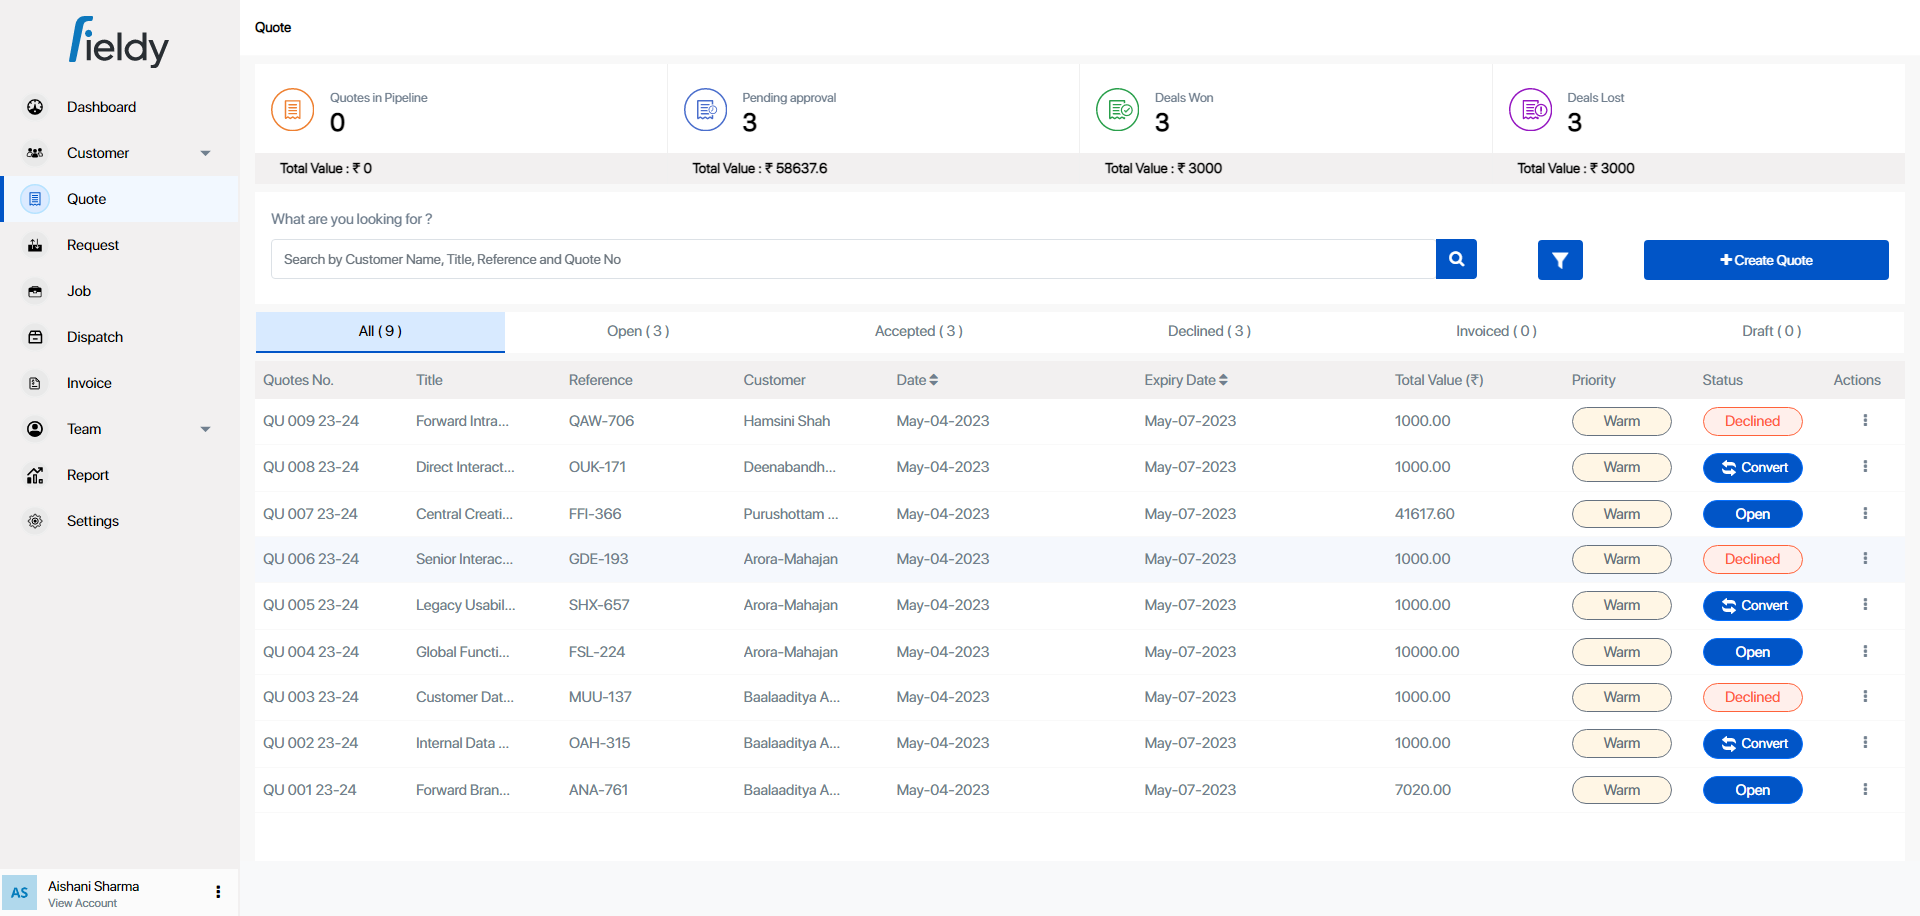 fieldy
Dashboard
Customer
Quote
Request
Job
Dispatch
Invoice
Team
Report
Settings
AS
Aishani Sharma
View Account
Quote
Quotes in Pipeline
0
Total Value : ₹ 0
Pending approval
3
Total Value : ₹ 58637.6
Deals Won
3
Total Value : ₹ 3000
Deals Lost
3
Total Value : ₹ 3000
What are you looking for ?
Search by Customer Name, Title, Reference and Quote No
Create Quote
All ( 9 ) Open ( 3 ) Accepted ( 3 ) Declined ( 3 ) Invoiced ( 0 ) Draft ( 0 )
Quotes No. Title Reference Customer Date Expiry Date Total Value (₹) Priority Status Actions
QU 009 23-24 Forward Intra... QAW-706 Hamsini Shah May-04-2023 May-07-2023 1000.00 Warm Declined
QU 008 23-24 Direct Interact... OUK-171 Deenabandh... May-04-2023 May-07-2023 1000.00 Warm Convert
QU 007 23-24 Central Creati... FFI-366 Purushottam ... May-04-2023 May-07-2023 41617.60 Warm Open
QU 006 23-24 Senior Interac... GDE-193 Arora-Mahajan May-04-2023 May-07-2023 1000.00 Warm Declined
QU 005 23-24 Legacy Usabil... SHX-657 Arora-Mahajan May-04-2023 May-07-2023 1000.00 Warm Convert
QU 004 23-24 Global Functi... FSL-224 Arora-Mahajan May-04-2023 May-07-2023 10000.00 Warm Open
QU 003 23-24 Customer Dat... MUU-137 Baalaaditya A... May-04-2023 May-07-2023 1000.00 Warm Declined
QU 002 23-24 Internal Data ... OAH-315 Baalaaditya A... May-04-2023 May-07-2023 1000.00 Warm Convert
QU 001 23-24 Forward Bran... ANA-761 Baalaaditya A... May-04-2023 May-07-2023 7020.00 Warm Open